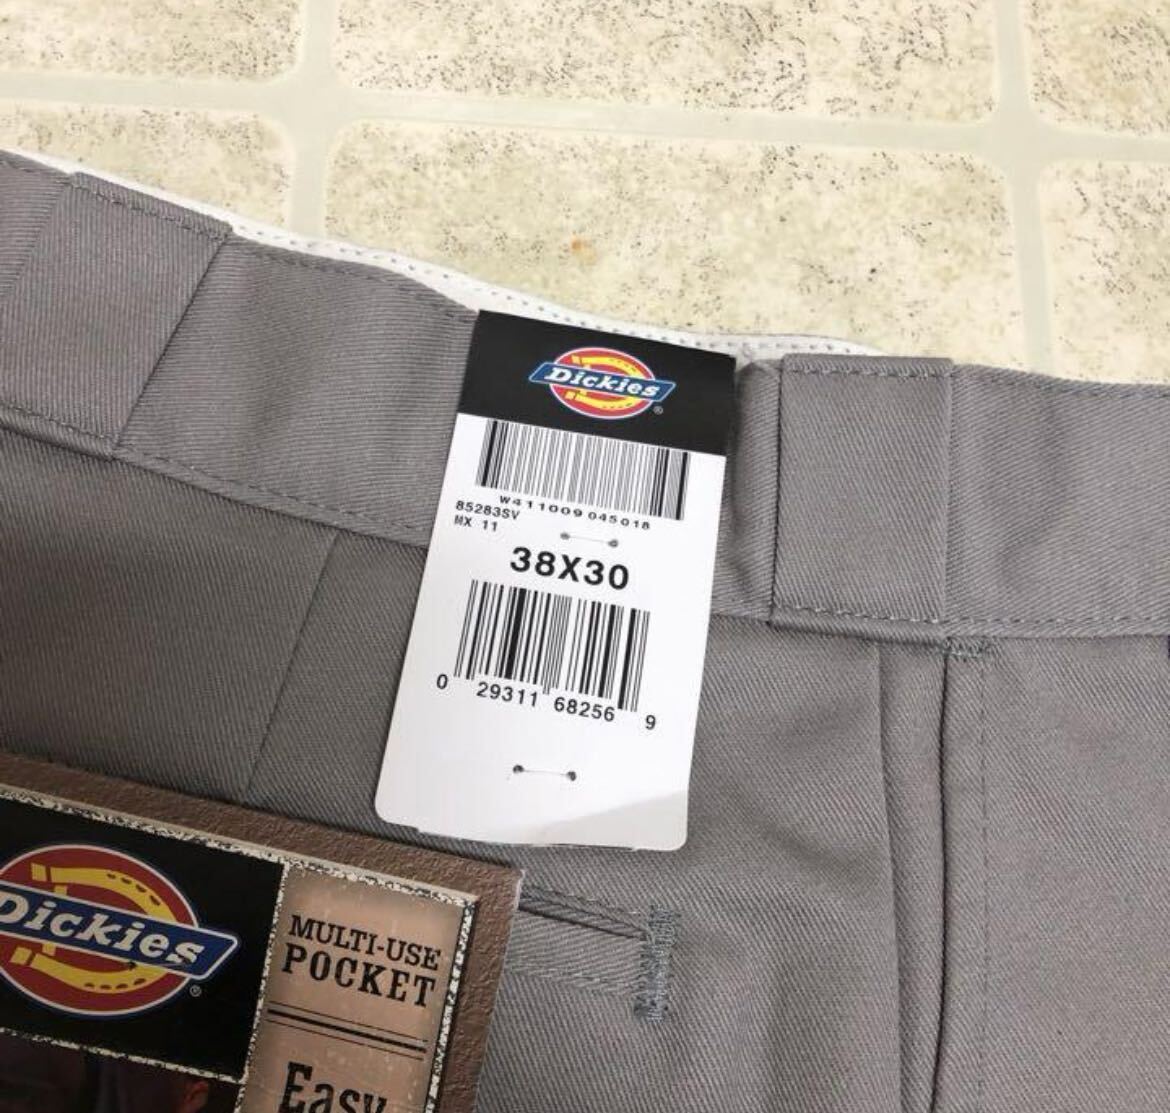 Dickies
®
W411009 045018
85283SV
MX 11
38X30
0 29311 68256 9
Dickies
®
MULTI-USE
POCKET
Easy